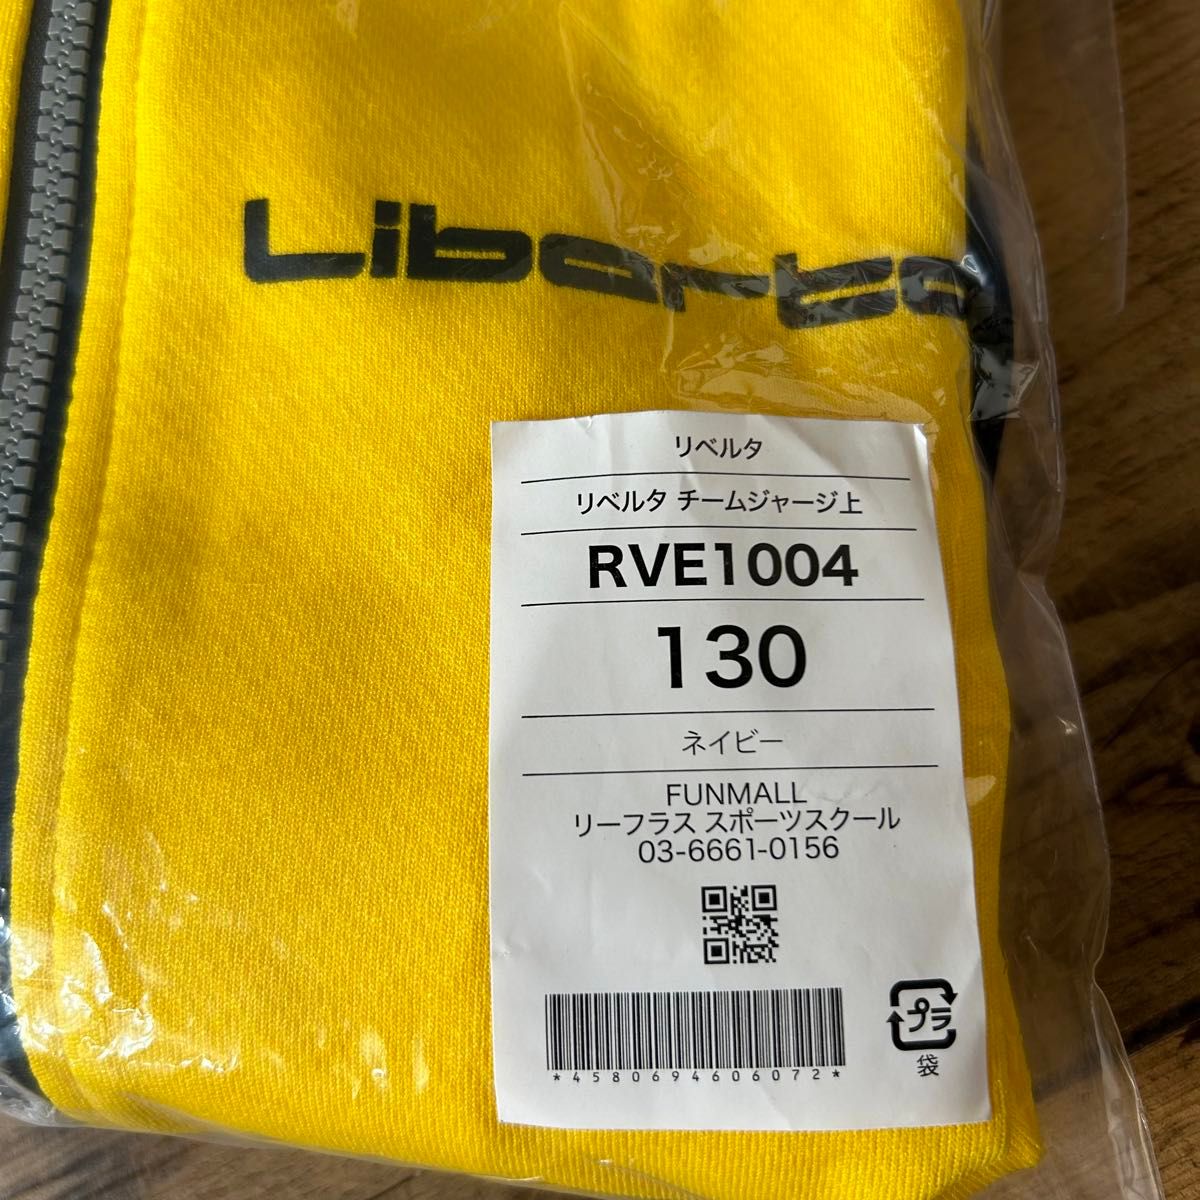 Liberta
リベルタ
リベルタ チームジャージ上
RVE1004
130
ネイビー
FUNMALL
リーフラス スポーツスクール
03-6661-0156
*4580694606072*
プラ
袋